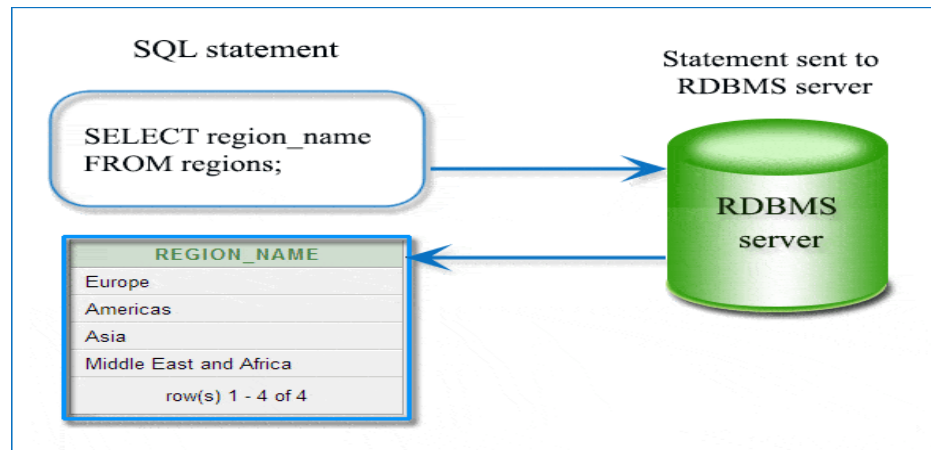 SQL statement
Statement sent to
RDBMS server
SELECT region_name
FROM regions;
RDBMS
server
REGION_NAME
Europe
Americas
Asia
Middle East and Africa
row(s) 1 - 4 of 4